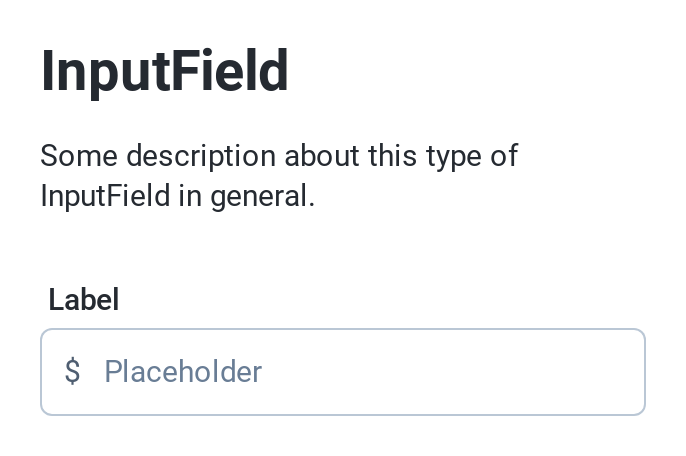 InputField
Some description about this type of
InputField in general.
Label
$ Placeholder